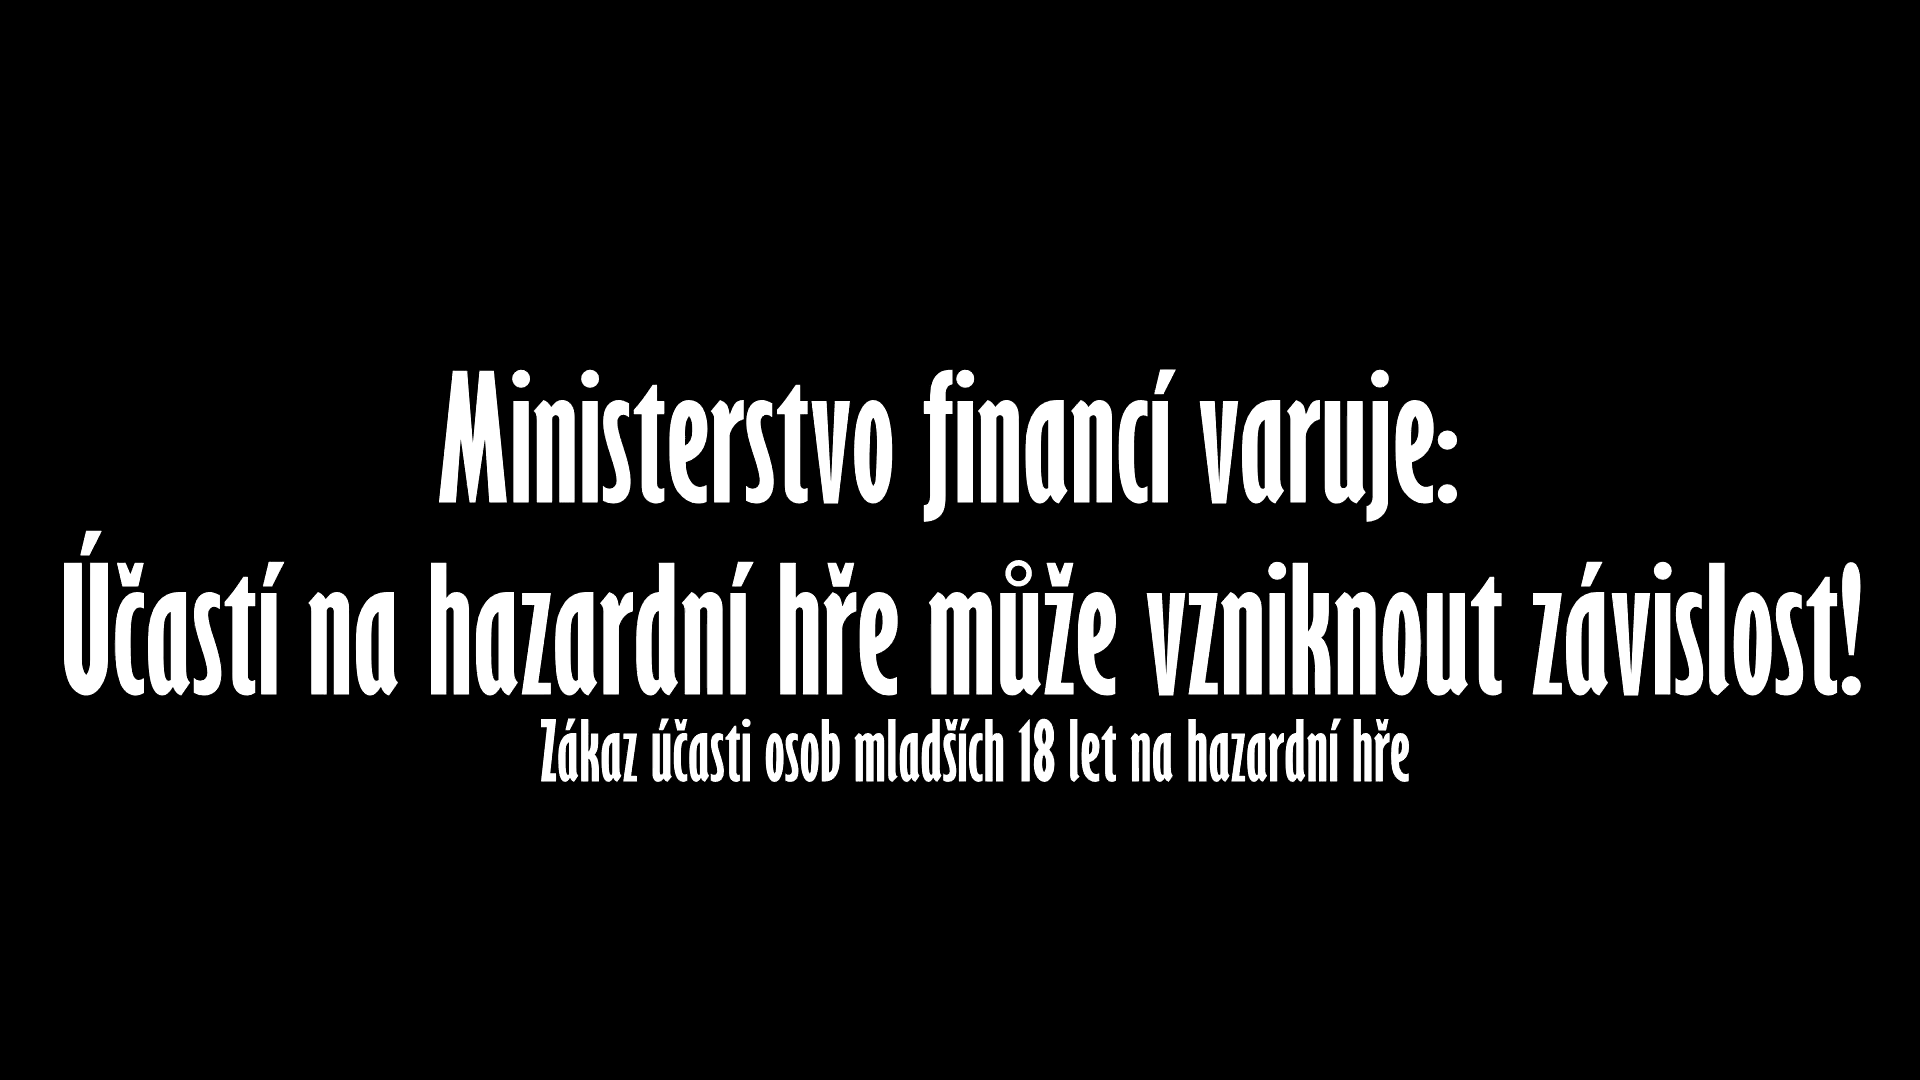 Ministerstvo financí varuje:
Účastí na hazardní hře může vzniknout závislost!
Zákaz účasti osob mladších 18 let na hazardní hře